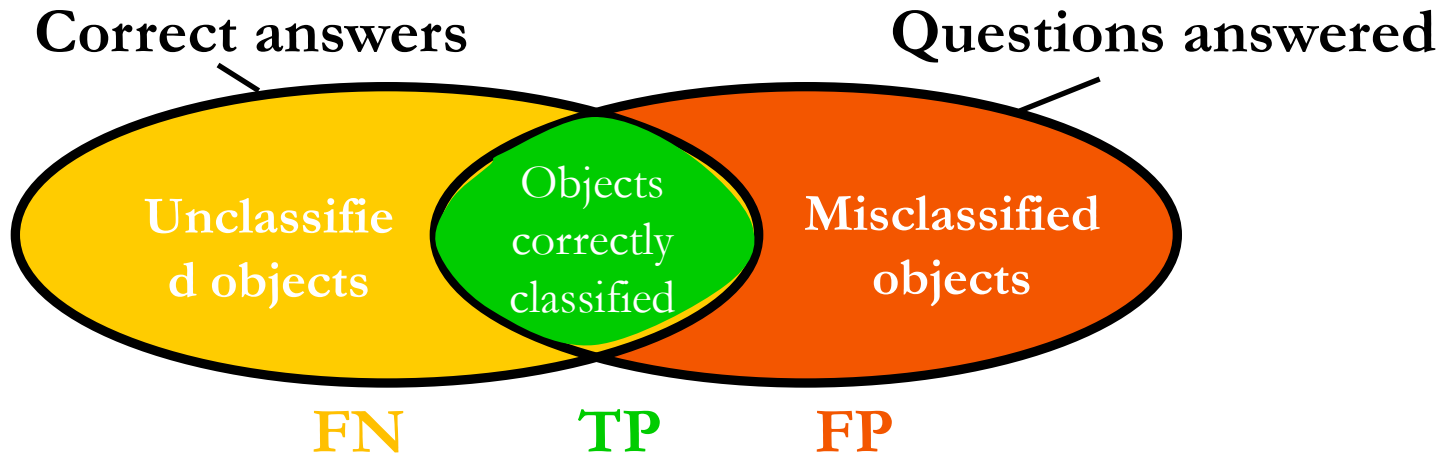 Correct answers
Questions answered
Unclassifie
d objects
Objects
correctly
classified
Misclassified
objects
FN
TP
FP